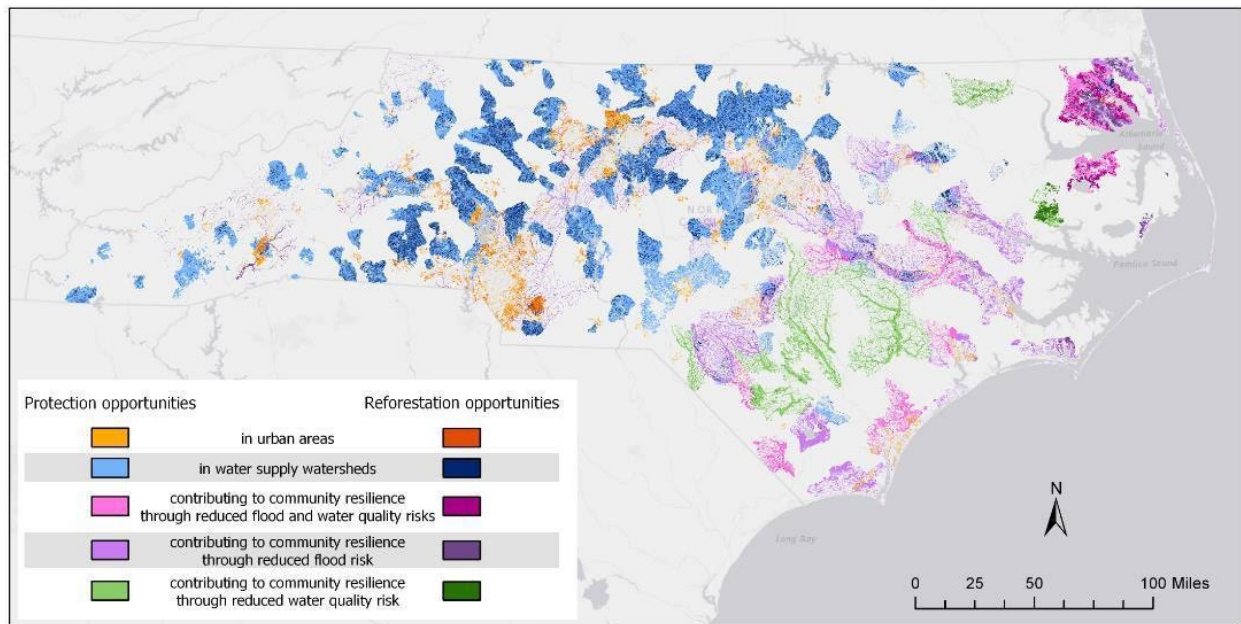 Albemarle
Sound
NORTH
Pamlico Sound
Long Bay
Protection opportunities
Reforestation opportunities
in urban areas
in water supply watersheds
contributing to community resilience
through reduced flood and water quality risks
contributing to community resilience
through reduced flood risk
contributing to community resilience
through reduced water quality risk
N
0 25 50 100 Miles